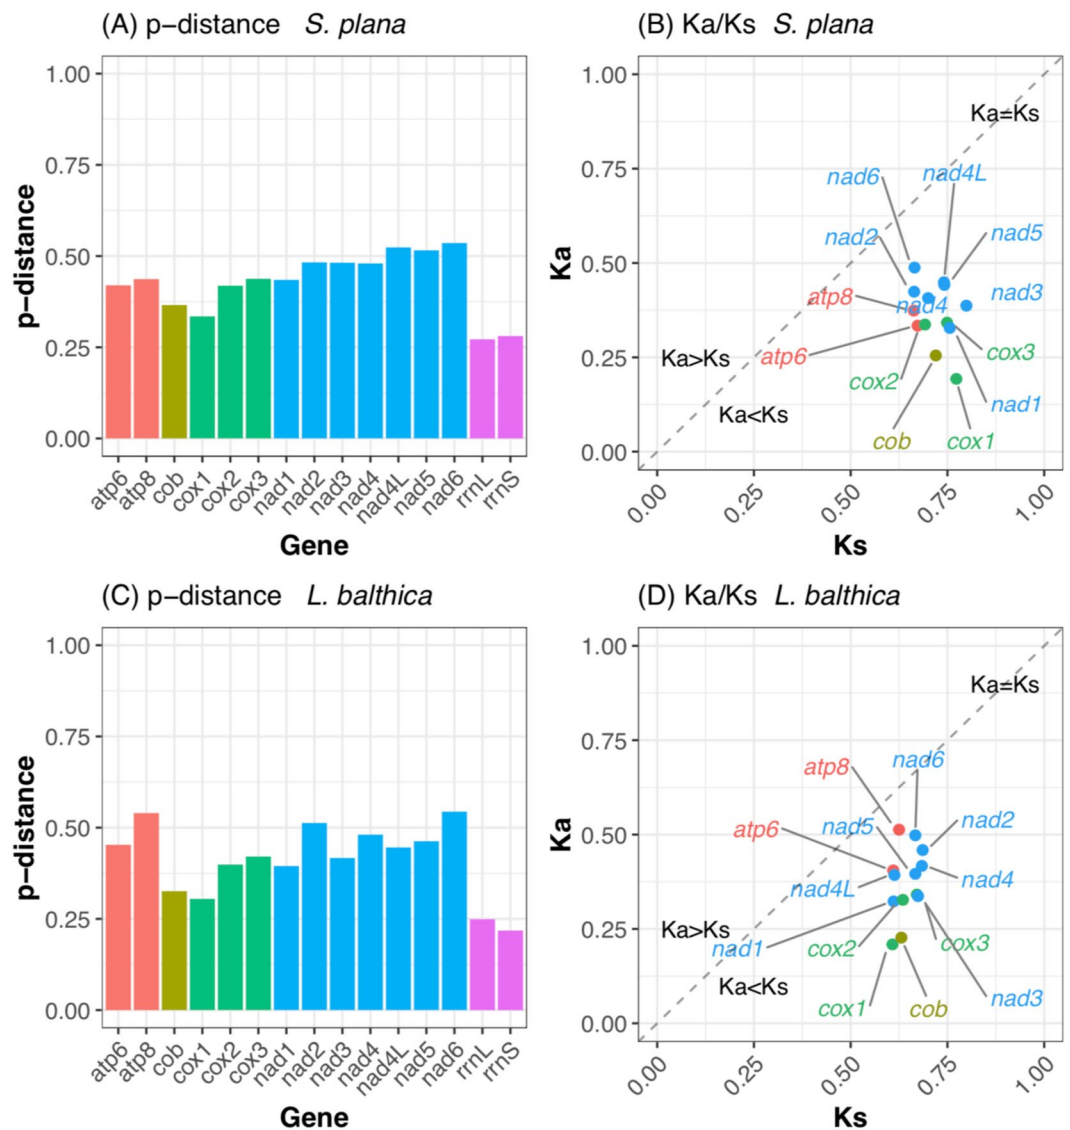 (A) p−distance S. plana
1.00
0.75
0.50
0.25
0.00
p−distance
atp6
atp8
cob
cox1
cox2
cox3
nad1
nad2
nad3
nad4
nad4L
nad5
nad6
rrnL
rrnS
Gene
(B) Ka/Ks S. plana
1.00
0.75
0.50
0.25
0.00
Ka
Ka=Ks
nad6
nad4L
nad2
nad5
atp8
nad4
nad3
Ka>Ks
atp6
cox3
cox2
Ka<Ks
nad1
cob
cox1
0.00
0.25
0.50
0.75
1.00
Ks
(C) p−distance L. balthica
1.00
0.75
0.50
0.25
0.00
p−distance
atp6
atp8
cob
cox1
cox2
cox3
nad1
nad2
nad3
nad4
nad4L
nad5
nad6
rrnL
rrnS
Gene
(D) Ka/Ks L. balthica
1.00
0.75
0.50
0.25
0.00
Ka
Ka=Ks
atp8
nad6
atp6
nad5
nad2
nad4L
nad4
Ka>Ks
nad1
cox2
cox3
Ka<Ks
cox1
cob
nad3
0.00
0.25
0.50
0.75
1.00
Ks